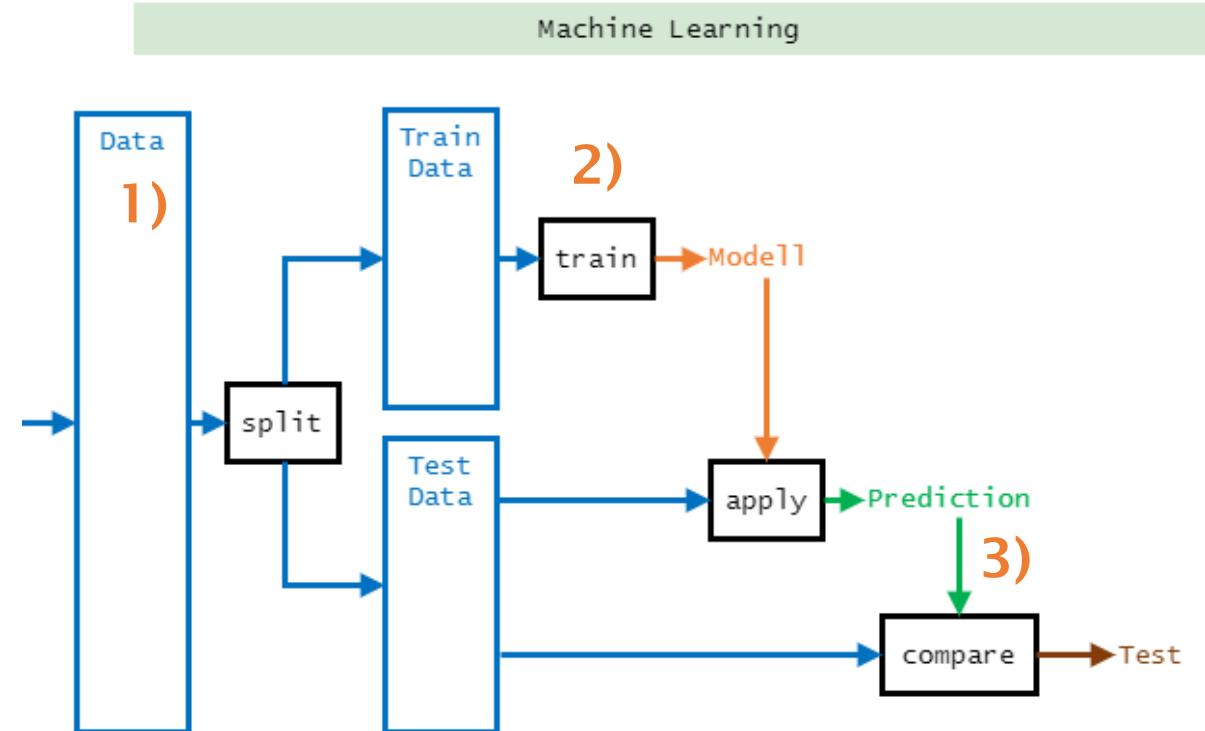 Machine Learning
Data
1)
split
Train
Data
2)
train
Modell
Test
Data
apply
Prediction
3)
compare
Test